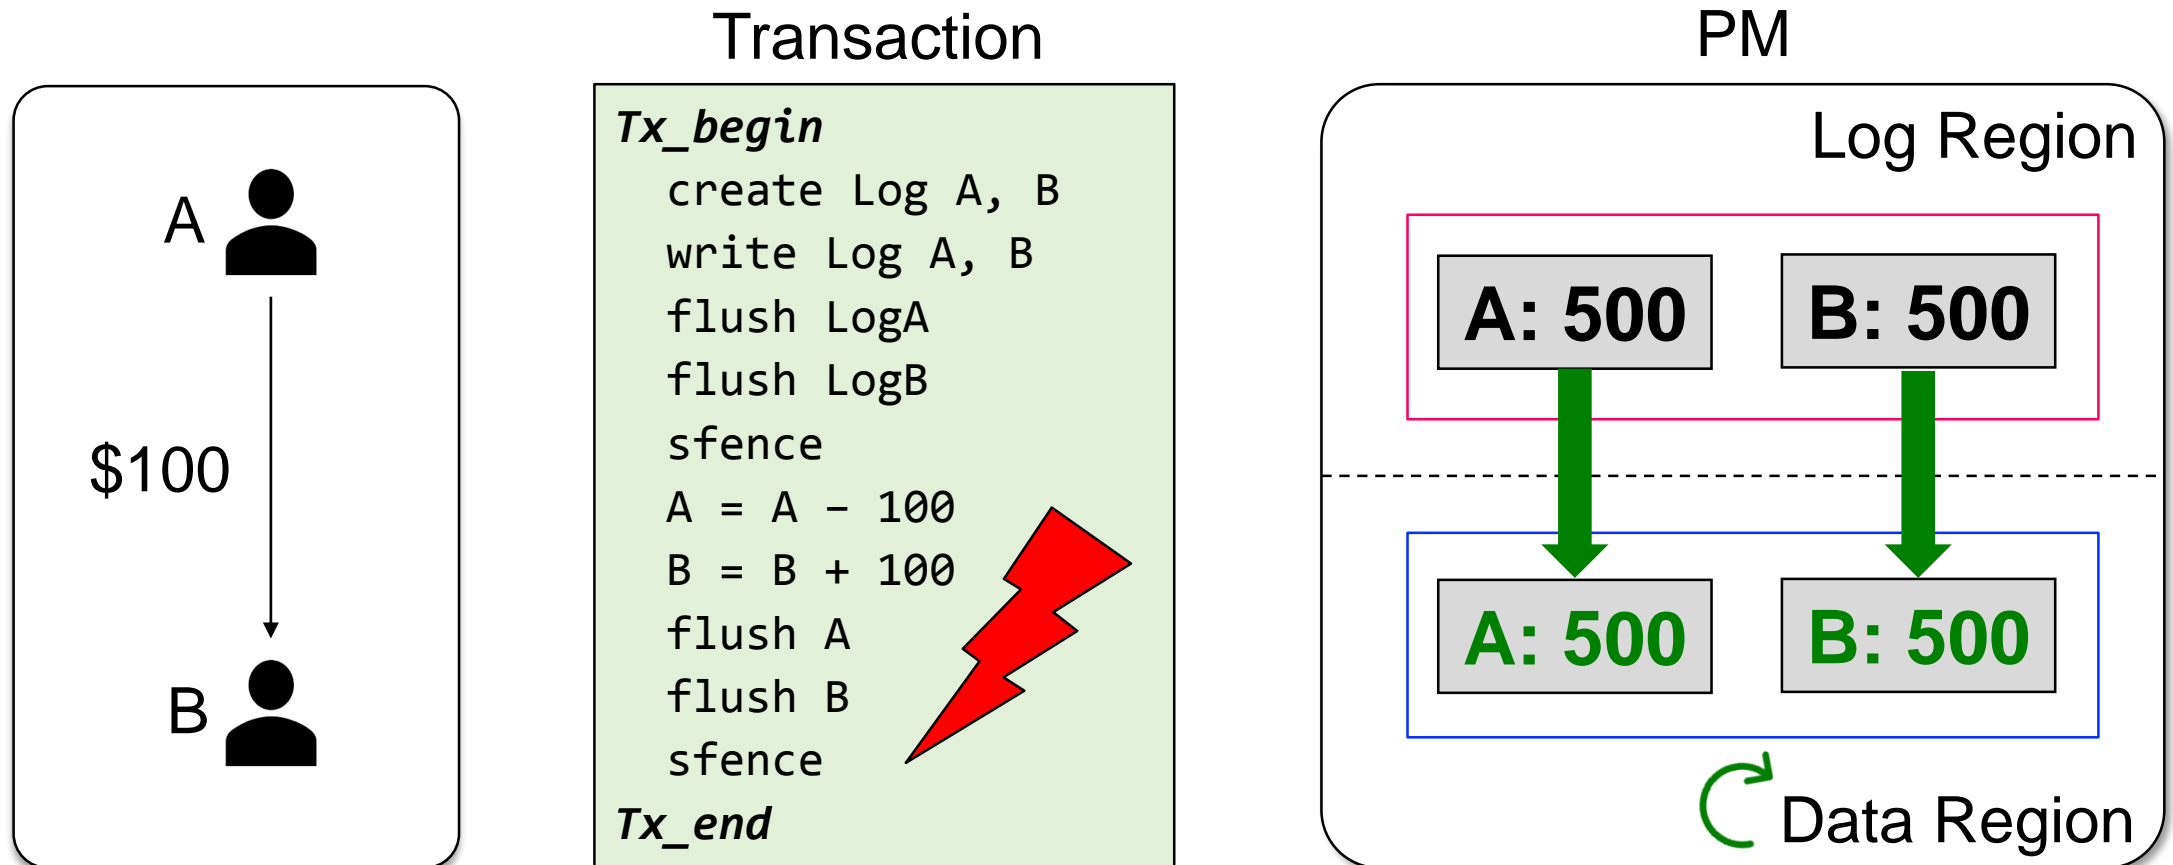 Transaction
PM
A
$100
B
Tx_begin
create Log A, B
write Log A, B
flush LogA
flush LogB
sfence
A = A − 100
B = B + 100
flush A
flush B
sfence
Tx_end
Log Region
A: 500
B: 500
A: 500
B: 500
Data Region